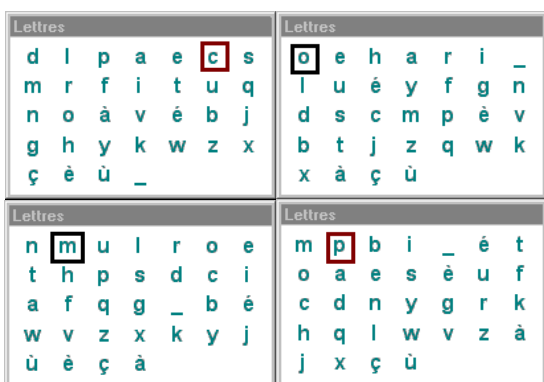 Lettres
d l p a e c s
m r f i t u q
n o à v é b j
g h y k w z x
ç è ù _
Lettres
o e h a r i _
l u é y f g n
d s c m p è v
b t j z q w k
x à ç ù
Lettres
n m u l r o e
t h p s d c i
a f q g _ b é
w v z x k y j
ù è ç à
Lettres
m p b i _ é t
o a e s è u f
c d n y g r k
h q l w v z à
j x ç ù